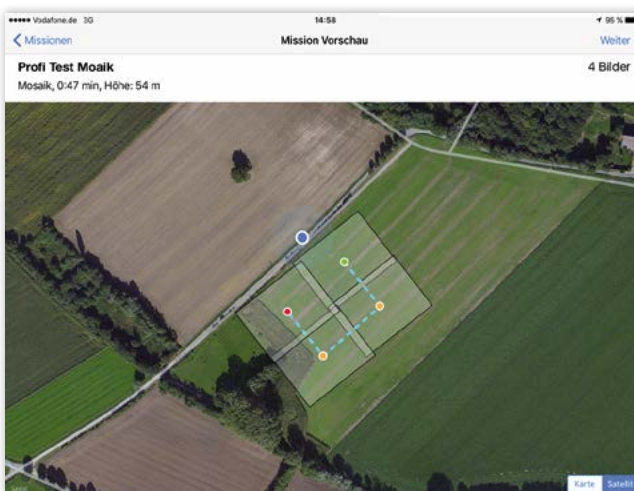 Vodafone.de 3G 14:58 95 %
Missionen Mission Vorschau Weiter
Profi Test Moaik 4 Bilder
Mosaik, 0:47 min, Höhe: 54 m
Karte Satellit